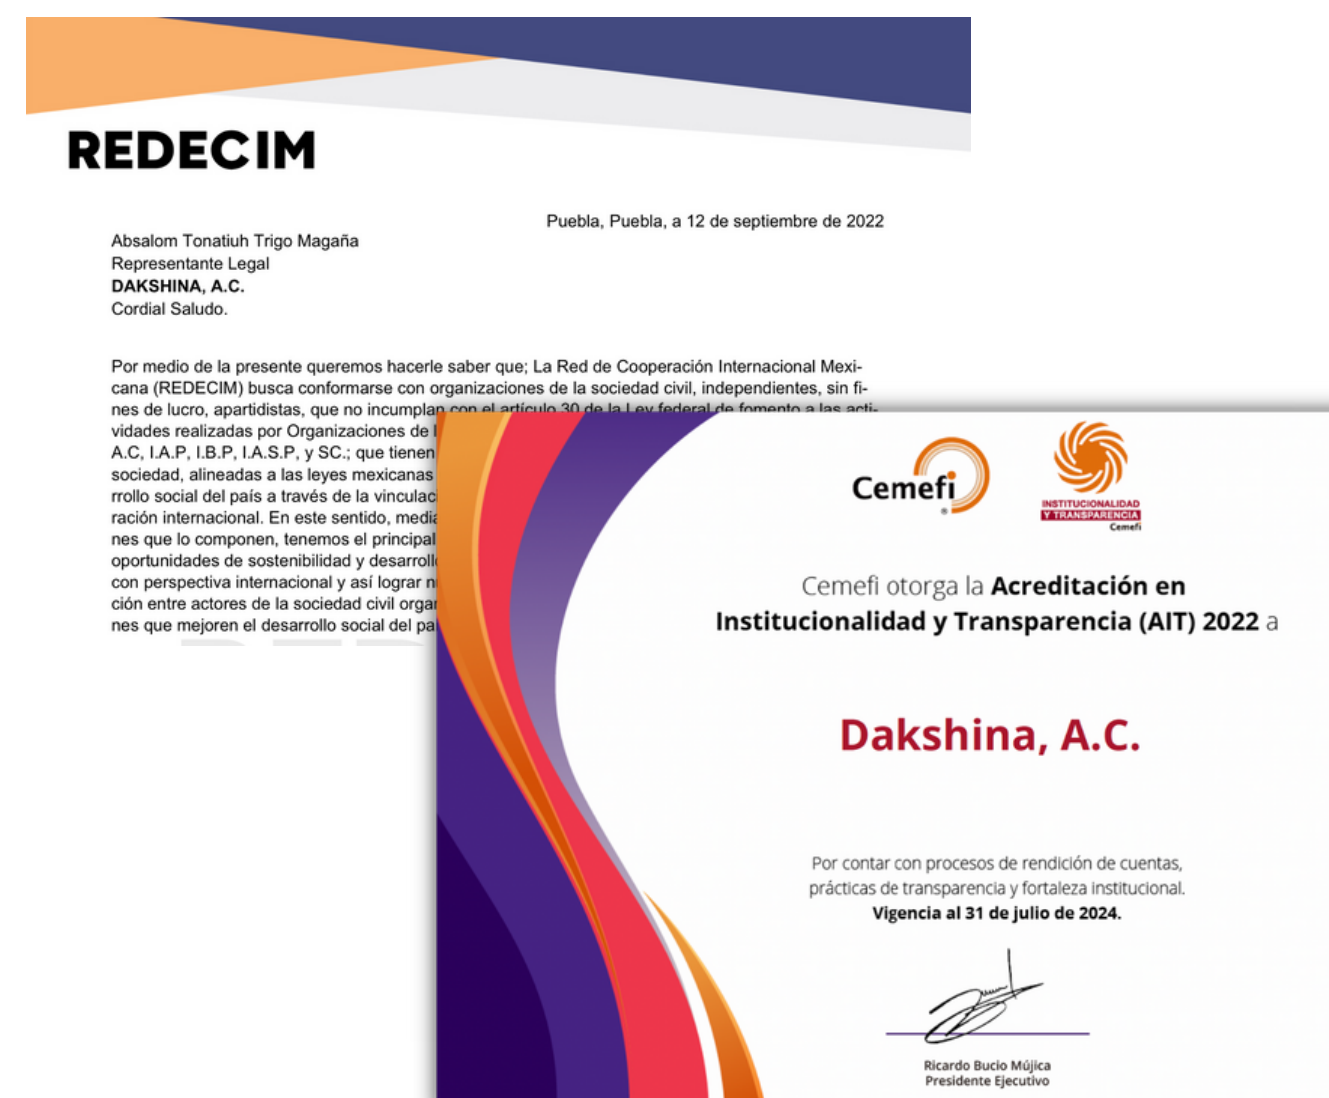 REDECIM
Puebla, Puebla, a 12 de septiembre de 2022
Absalom Tonatiuh Trigo Magaña
Representante Legal
DAKSHINA, A.C.
Cordial Saludo.
Por medio de la presente queremos hacerle saber que; La Red de Cooperación Internacional Mexi-
cana (REDECIM) busca conformarse con organizaciones de la sociedad civil, independientes, sin fi-
nes de lucro, apartidistas, que no incumplan con el artículo 30 de la Ley federal de fomento a las acti-
vidades realizadas por Organizaciones de
A.C, I.A.P, I.B.P, I.A.S.P, y SC.; que tienen
sociedad, alineadas a las leyes mexicanas
rrollo social del país a través de la
ración internacional. En este sentido,
nes que lo componen, tenemos el principal
oportunidades de sostenibilidad y
con perspectiva internacional y así lograr
ción entre actores de la sociedad civil
nes que mejoren el desarrollo social del
Cemefi
®
INSTITUCIONALIDAD
Y TRANSPARENCIA
Cemefi
Cemefi otorga la Acreditación en
Institucionalidad y Transparencia (AIT) 2022 a
Dakshina, A.C.
Por contar con procesos de rendición de cuentas,
prácticas de transparencia y fortaleza institucional.
Vigencia al 31 de julio de 2024.
Ricardo Bucio Mújica
Presidente Ejecutivo